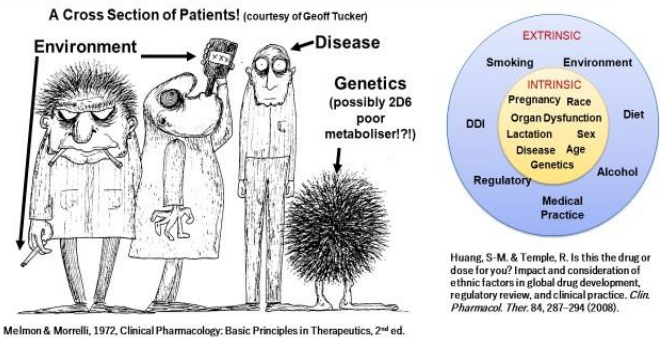 A Cross Section of Patients! (courtesy of Geoff Tucker)
Environment
Disease
Genetics
(possibly 2D6
poor
metaboliser!?!)
XXX
Melmon & Morrelli, 1972, Clinical Pharmacology: Basic Principles in Therapeutics, 2nd ed.
EXTRINSIC
Smoking Environment
INTRINSIC
Pregnancy Race
Organ Dysfunction
Lactation Sex
Disease Age
Genetics
DDI
Diet
Alcohol
Regulatory
Medical
Practice
Huang, S-M. & Temple, R. Is this the drug or
dose for you? Impact and consideration of
ethnic factors in global drug development,
regulatory review, and clinical practice. Clin.
Pharmacol. Ther. 84, 287–294 (2008).